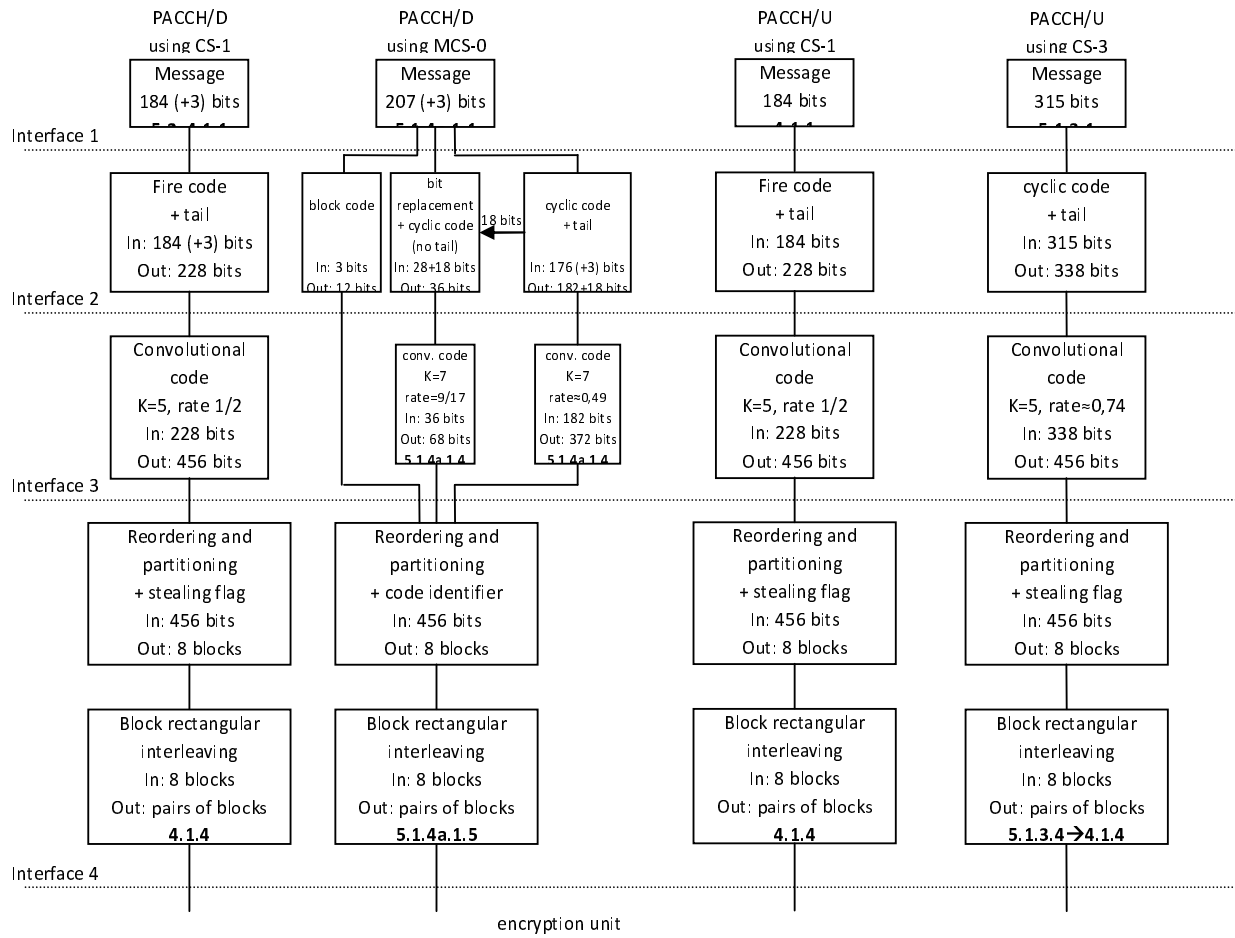 PACCH/D
using CS-1
Message
184 (+3) bits
PACCH/D
using MCS-0
Message
207 (+3) bits
PACCH/U
using CS-1
Message
184 bits
PACCH/U
using CS-3
Message
315 bits
Interface 1
Fire code
+ tail
In: 184 (+3) bits
Out: 228 bits
block code
In: 3 bits
Out: 12 bits
bit
replacement
+ cyclic code
(no tail)
In: 28+18 bits
Out: 36 bits
18 bits
cyclic code
+ tail
In: 176 (+3) bits
Out: 182+18 bits
Fire code
+ tail
In: 184 bits
Out: 228 bits
cyclic code
+ tail
In: 315 bits
Out: 338 bits
Interface 2
Convolutional
code
K=5, rate 1/2
In: 228 bits
Out: 456 bits
conv. code
K=7
rate=9/17
In: 36 bits
Out: 68 bits
5.1.4a.1.4
conv. code
K=7
rate≈0,49
In: 182 bits
Out: 372 bits
5.1.4a.1.4
Convolutional
code
K=5, rate 1/2
In: 228 bits
Out: 456 bits
Convolutional
code
K=5, rate≈0,74
In: 338 bits
Out: 456 bits
Interface 3
Reordering and
partitioning
+ stealing flag
In: 456 bits
Out: 8 blocks
Reordering and
partitioning
+ code identifier
In: 456 bits
Out: 8 blocks
Reordering and
partitioning
+ stealing flag
In: 456 bits
Out: 8 blocks
Reordering and
partitioning
+ stealing flag
In: 456 bits
Out: 8 blocks
Block rectangular
interleaving
In: 8 blocks
Out: pairs of blocks
4.1.4
Block rectangular
interleaving
In: 8 blocks
Out: pairs of blocks
5.1.4a.1.5
Block rectangular
interleaving
In: 8 blocks
Out: pairs of blocks
4.1.4
Block rectangular
interleaving
In: 8 blocks
Out: pairs of blocks
5.1.3.4→4.1.4
Interface 4
encryption unit